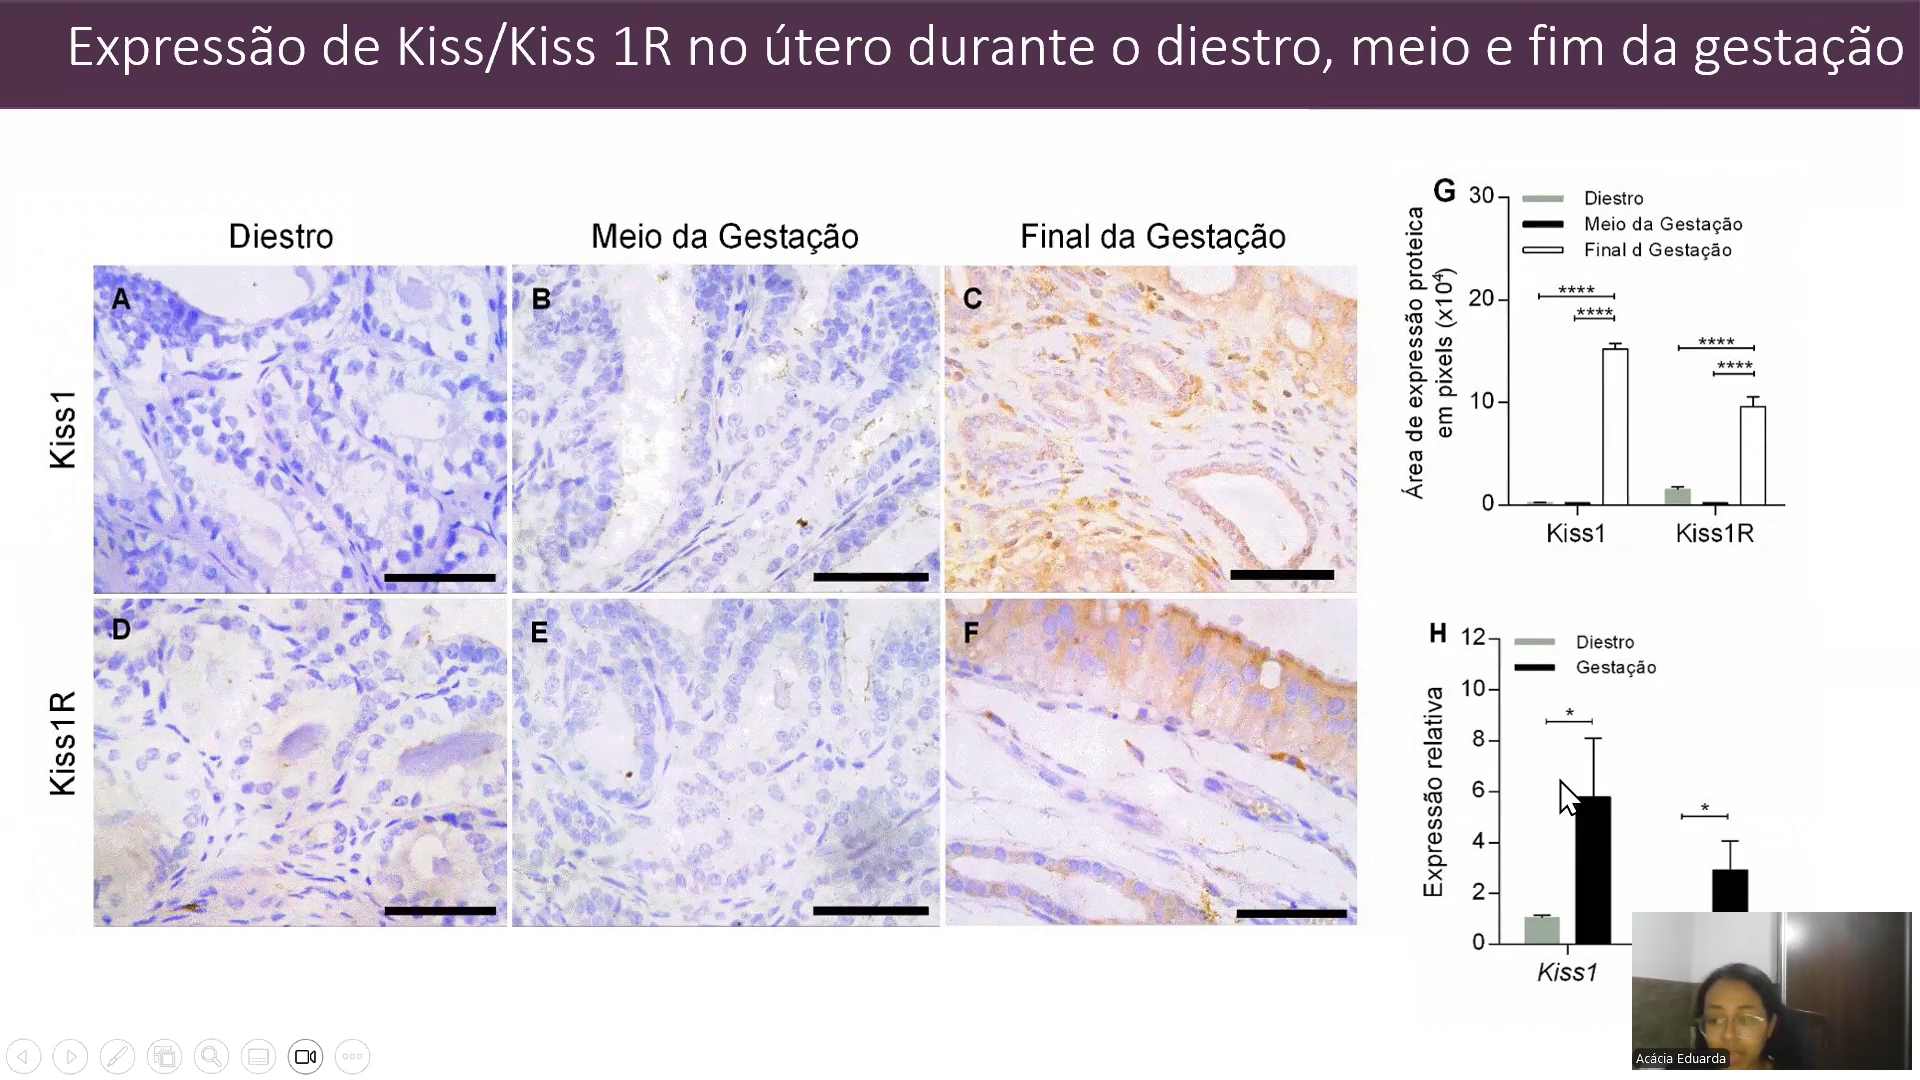 Expressão de Kiss/Kiss 1R no útero durante o diestro, meio e fim da gestação
Diestro
Meio da Gestação
Final da Gestação
Kiss1
A
B
C
Kiss1R
D
E
F
G
Área de expressão proteica
em pixels (x10⁴)
30
20
10
0
Diestro
Meio da Gestação
Final d Gestação
****
****
****
****
Kiss1
Kiss1R
H
Expressão relativa
12
10
8
6
4
2
0
Diestro
Gestação
*
*
Kiss1
Acácia Eduarda